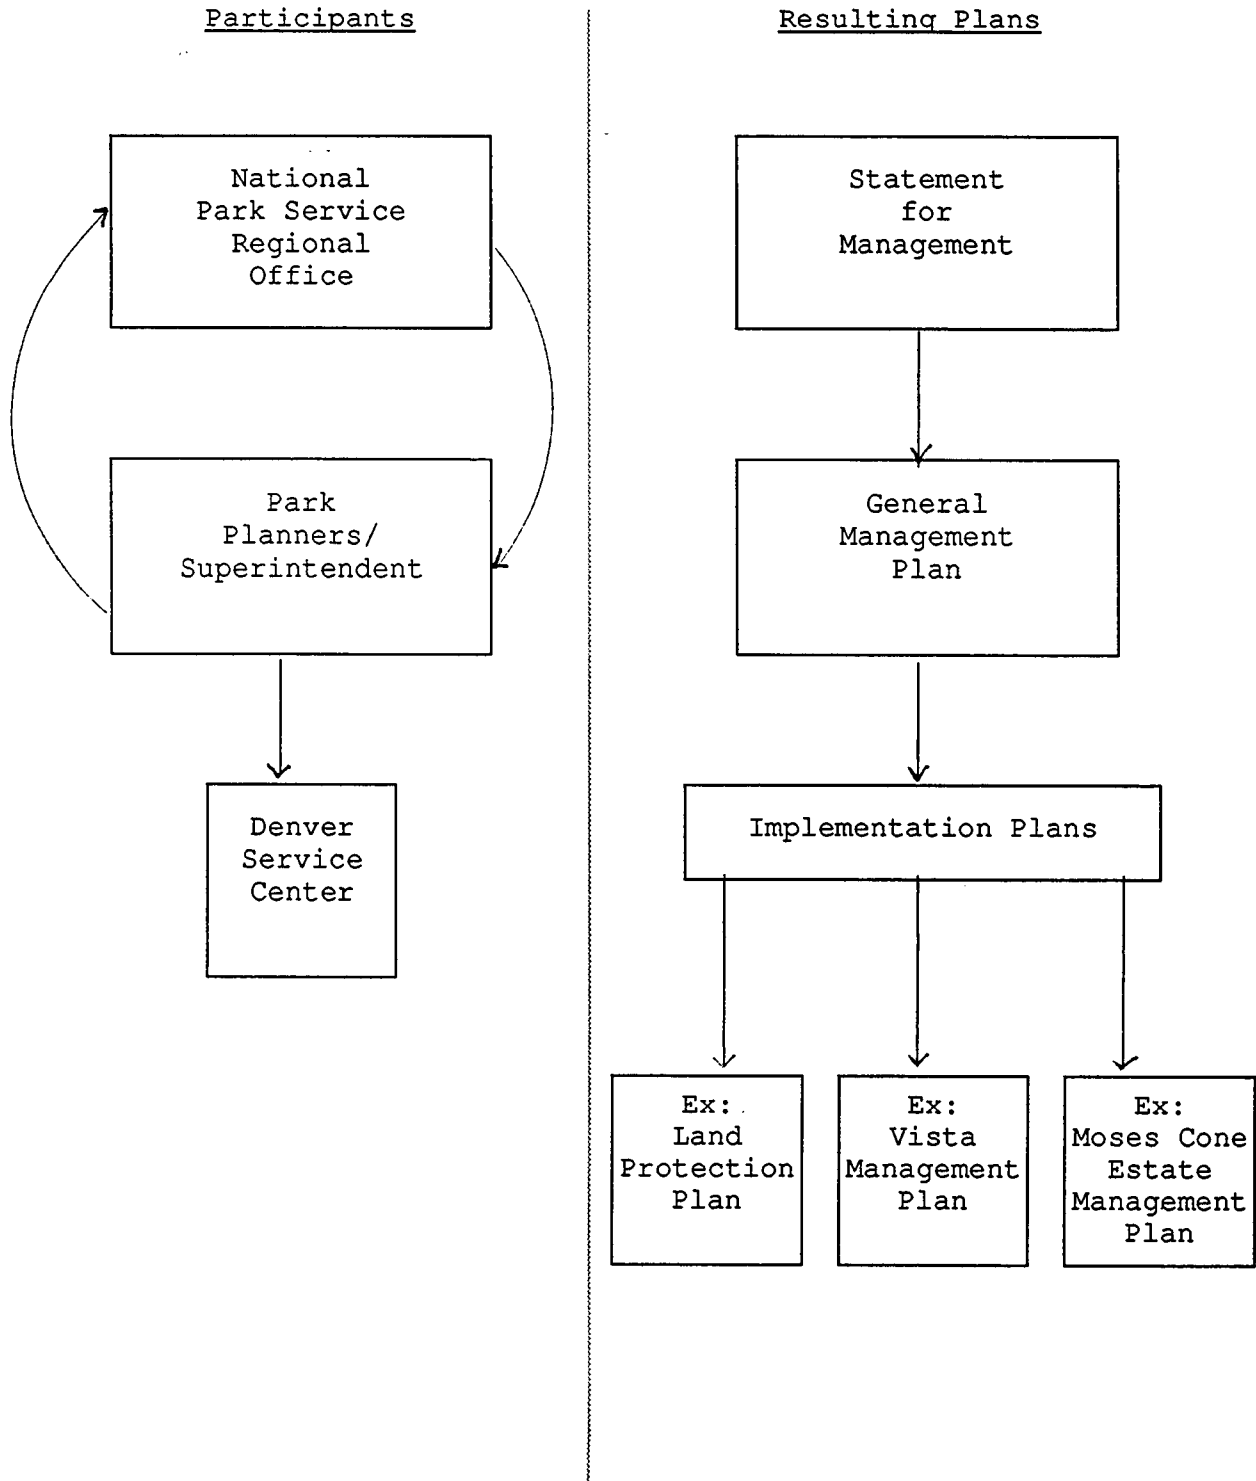 Participants
National
Park Service
Regional
Office
Park
Planners/
Superintendent
Denver
Service
Center
Resulting Plans
Statement
for
Management
General
Management
Plan
Implementation Plans
Ex:
Land
Protection
Plan
Ex:
Vista
Management
Plan
Ex:
Moses Cone
Estate
Management
Plan